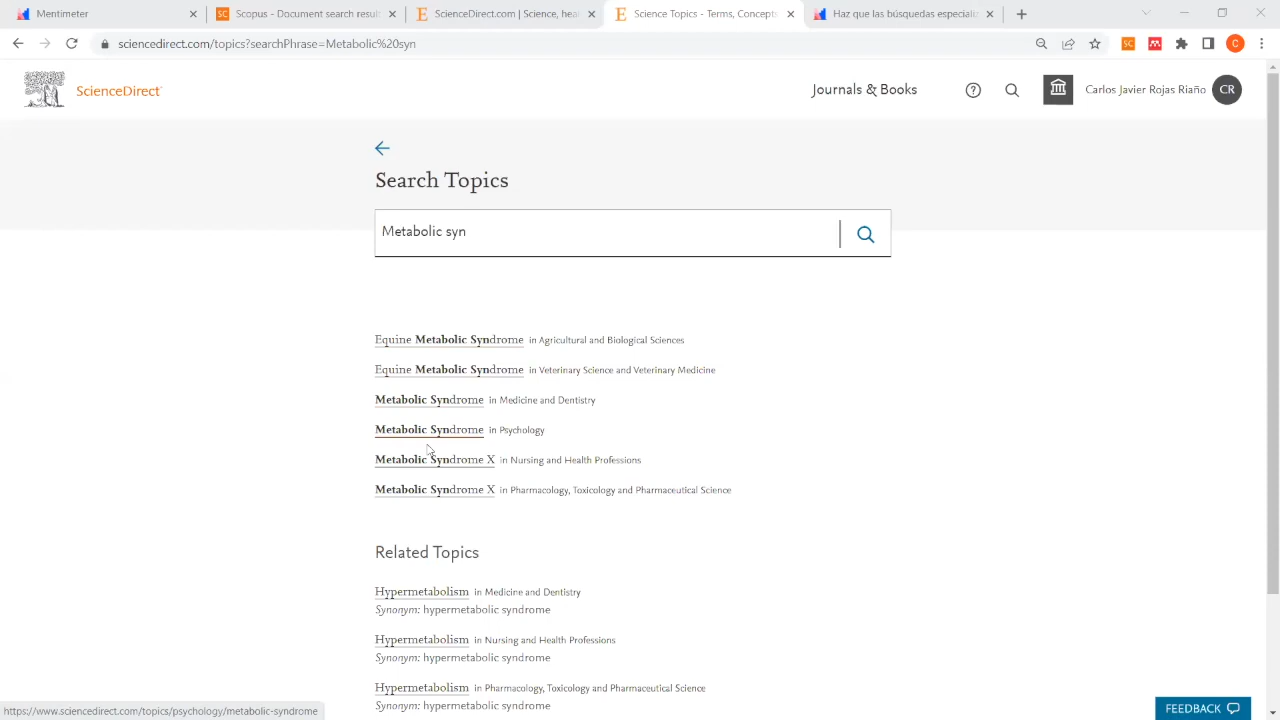 Mentimeter
Scopus - Document search result
ScienceDirect.com | Science, heal
Science Topics - Terms, Concepts
Haz que las búsquedas especializ
sciencedirect.com/topics?searchPhrase=Metabolic%20syn
SC
C
ScienceDirect
Journals & Books
Carlos Javier Rojas Riaño
CR
Search Topics
Metabolic syn
Equine Metabolic Syndrome in Agricultural and Biological Sciences
Equine Metabolic Syndrome in Veterinary Science and Veterinary Medicine
Metabolic Syndrome in Medicine and Dentistry
Metabolic Syndrome in Psychology
Metabolic Syndrome X in Nursing and Health Professions
Metabolic Syndrome X in Pharmacology, Toxicology and Pharmaceutical Science
Related Topics
Hypermetabolism in Medicine and Dentistry
Synonym: hypermetabolic syndrome
Hypermetabolism in Nursing and Health Professions
Synonym: hypermetabolic syndrome
Hypermetabolism in Pharmacology, Toxicology and Pharmaceutical Science
Synonym: hypermetabolic syndrome
https://www.sciencedirect.com/topics/psychology/metabolic-syndrome
FEEDBACK